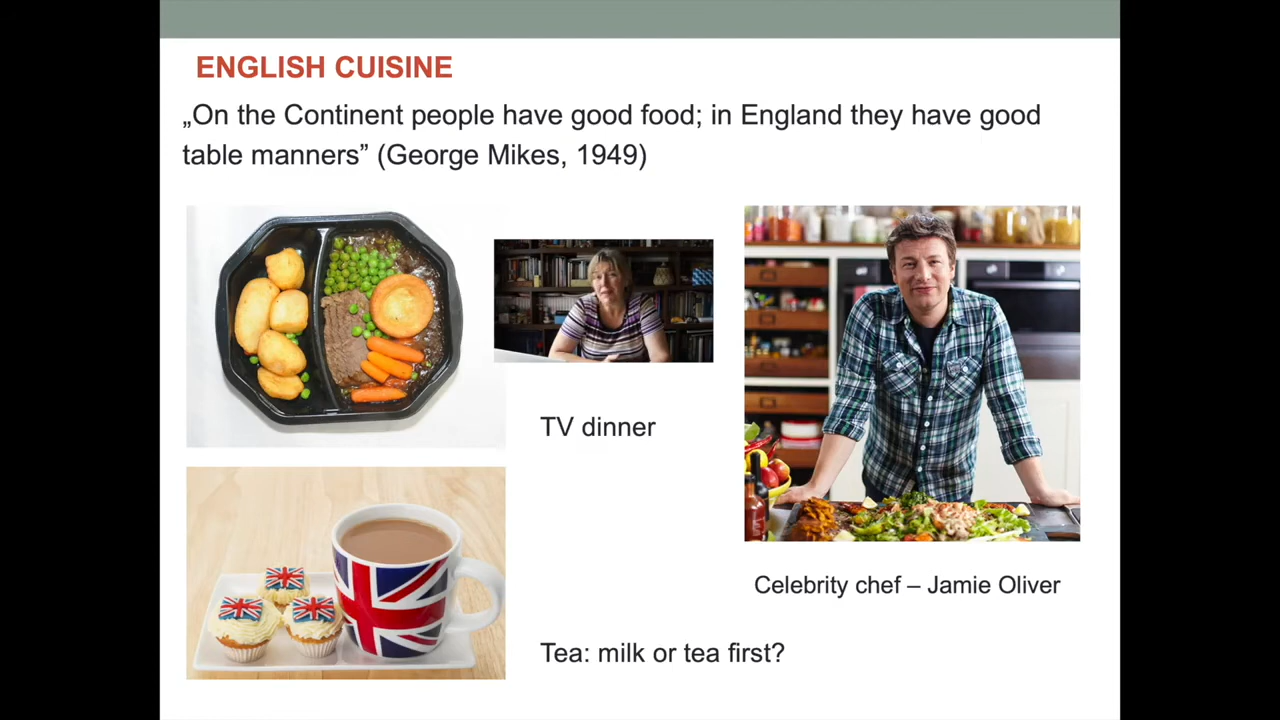 ENGLISH CUISINE
„On the Continent people have good food; in England they have good
table manners” (George Mikes, 1949)
TV dinner
Celebrity chef – Jamie Oliver
Tea: milk or tea first?